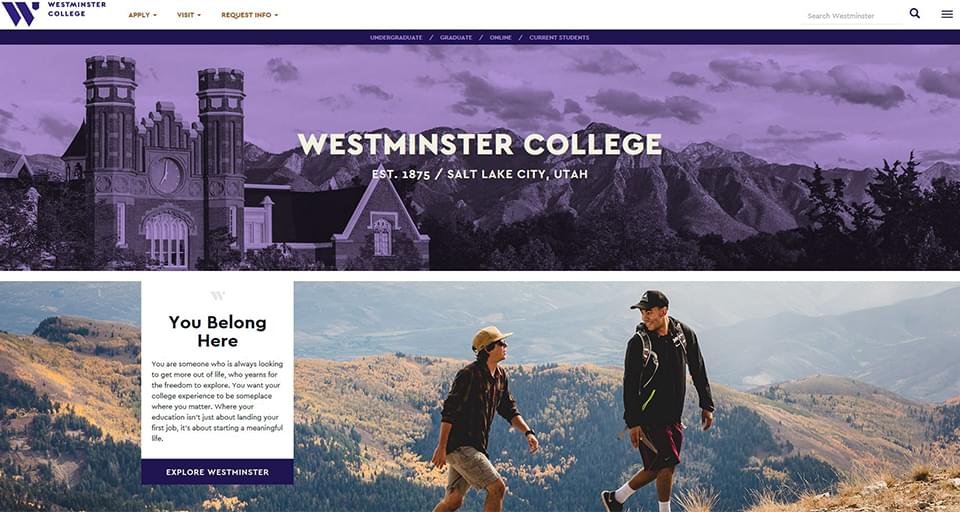 WESTMINSTER
COLLEGE
APPLY VISIT REQUEST INFO
Search Westminster
UNDERGRADUATE / GRADUATE / ONLINE / CURRENT STUDENTS
WESTMINSTER COLLEGE
EST. 1875 / SALT LAKE CITY, UTAH
You Belong
Here
You are someone who is always looking
to get more out of life, who yearns for
the freedom to explore. You want your
college experience to be someplace
where you matter. Where your
education isn't just about landing your
first job, it's about starting a meaningful
life.
EXPLORE WESTMINSTER